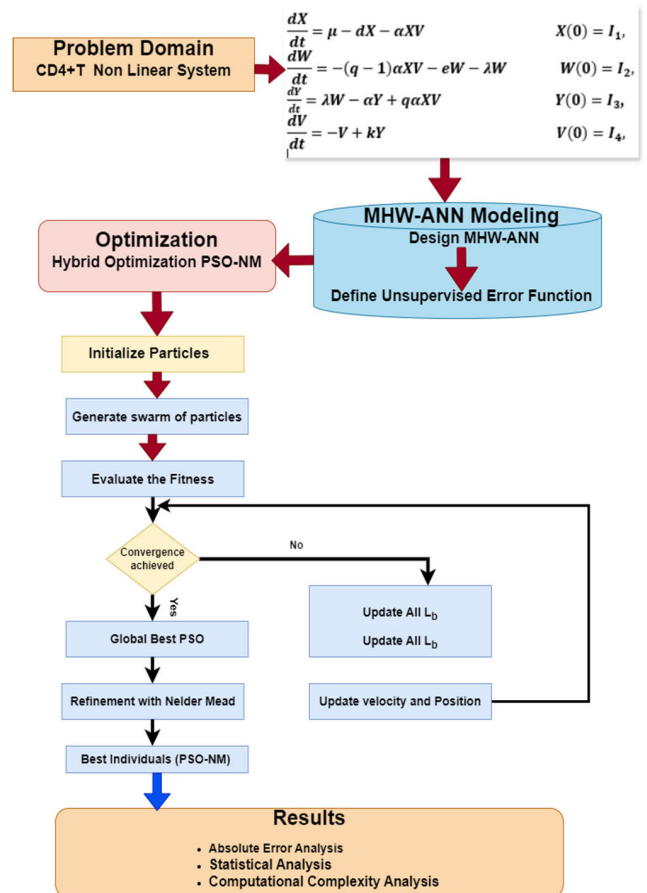 Problem Domain
CD4+T Non Linear System
dX/dt = μ − dX − αXV X(0) = I₁,
dW/dt = −(q − 1)αXV − eW − λW W(0) = I₂,
dY/dt = λW − αY + qαXV Y(0) = I₃,
dV/dt = −V + kY V(0) = I₄,
MHW-ANN Modeling
Design MHW-ANN
Define Unsupervised Error Function
Optimization
Hybrid Optimization PSO-NM
Initialize Particles
Generate swarm of particles
Evaluate the Fitness
Convergence
achieved
No
Yes
Update All L_b
Update All L_b
Global Best PSO
Refinement with Nelder Mead
Update velocity and Position
Best Individuals (PSO-NM)
Results
• Absolute Error Analysis
• Statistical Analysis
• Computational Complexity Analysis